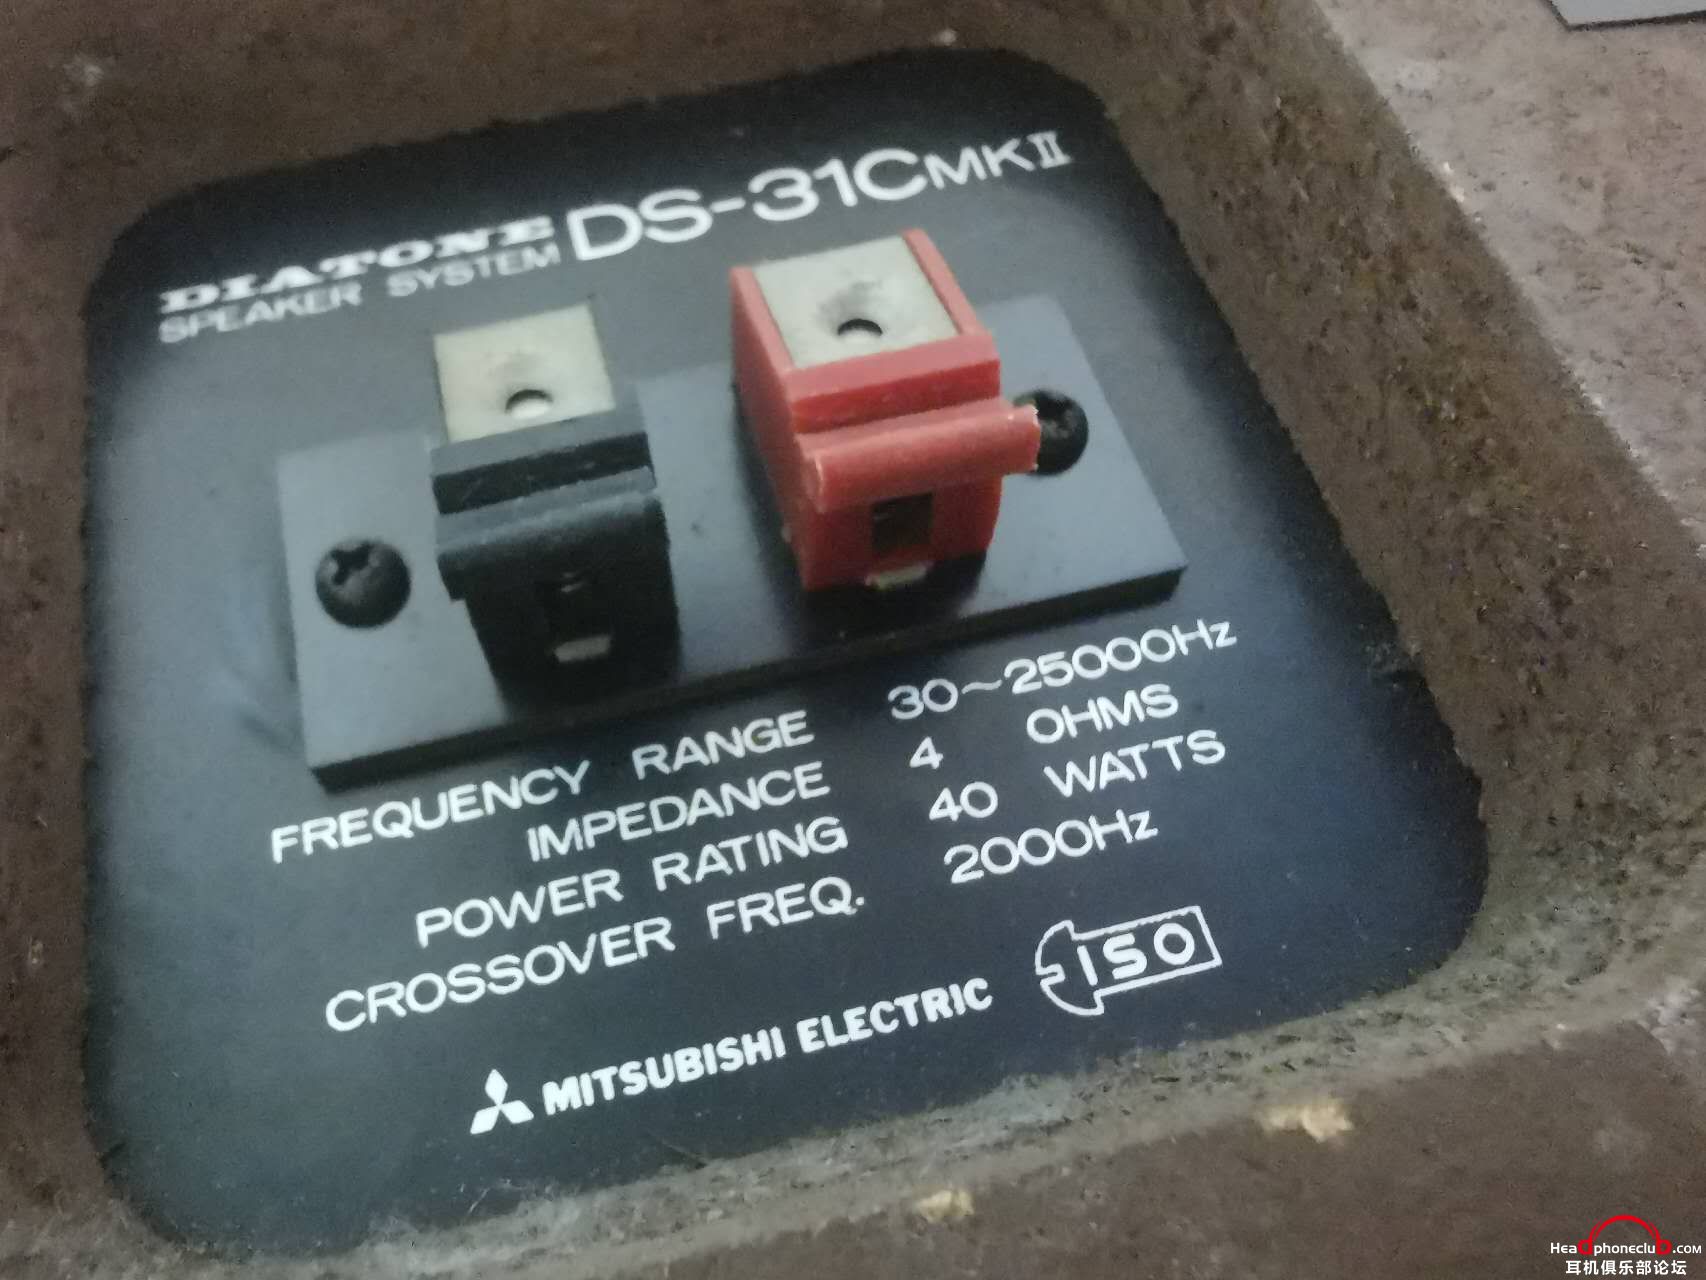 DIATONE
SPEAKER SYSTEM DS-31CMKⅡ
FREQUENCY RANGE 30~25000Hz
IMPEDANCE 4 OHMS
POWER RATING 40 WATTS
CROSSOVER FREQ. 2000Hz
MITSUBISHI ELECTRIC ISO
Headphoneclub.com
耳机俱乐部论坛